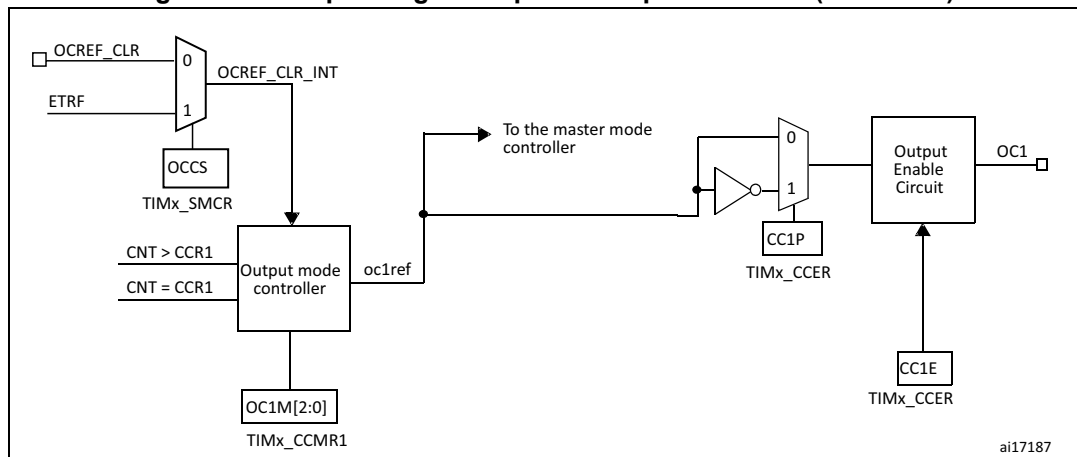 OCREF_CLR
0
OCREF_CLR_INT
ETRF
1
OCCS
TIMx_SMCR
To the master mode
controller
0
1
CC1P
TIMx_CCER
Output
Enable
Circuit
OC1
CNT > CCR1
CNT = CCR1
Output mode
controller
oc1ref
OC1M[2:0]
TIMx_CCMR1
CC1E
TIMx_CCER
ai17187